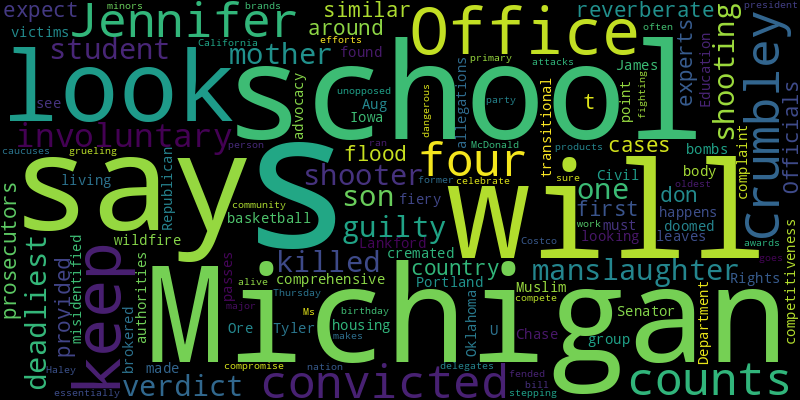 expect
minors
brands
Jennifer
victims
California
student
mother
similar
around
efforts
found
Office
reverberate
president
often
Education
experts
shooting
Crumbley
Officials
look
school
see
advocacy
Aug
Iowa
unopposed
primary
attacks
James
point
fighting
allegations
dangerous
party
transitional
t
involuntary
caucuses
grueling
Republican
person
ran
McDonald
products
cases
bombs
say
s
will
flood
four
former
celebrate
sure
work
oldest
body
complaint
awards
living
shooter
son
fiery
one
Civil
don
community
basketball
guilty
first
must
happens
doomed
prosecutors
wildfire
Lankford
looking
leaves
Costco
goes
deadliest
provided
misidentified
keep
authorities
killed
cremated
country
Portland
manslaughter
Rights
competitiveness
passes
comprehensive
Muslim
alive
Thursday
compete
Senator
Department
Michigan
major
Ms
birthday
Ore
Tyler
housing
makes
Oklahoma
U
Chase
group
brokered
Haley
made
compromise
nation
delegates
fended
bill
stepping
essentially
verdict
convicted
counts